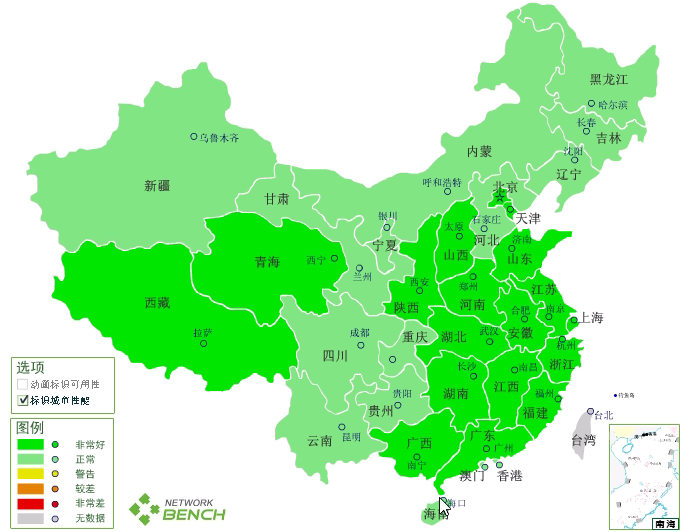 黑龙江
哈尔滨
长春
吉林
沈阳
辽宁
内蒙
乌鲁木齐
新疆
甘肃
呼和浩特
北京
天津
银川
石家庄
河北
太原
宁夏
济南
山东
山西
青海
西宁
兰州
西安
郑州
江苏
西藏
陕西
河南
合肥
南京
上海
拉萨
成都
重庆
湖北
武汉
安徽
杭州
四川
浙江
长沙
南昌
湖南
江西
福州
贵阳
贵州
福建
钓鱼岛
台北
云南
昆明
广西
广东
广州
台湾
南宁
澳门
香港
海口
海南
选项
动画标识可用性
标识城市性能
图例
非常好
正常
警告
较差
非常差
无数据
NETWORK
BENCH
南海